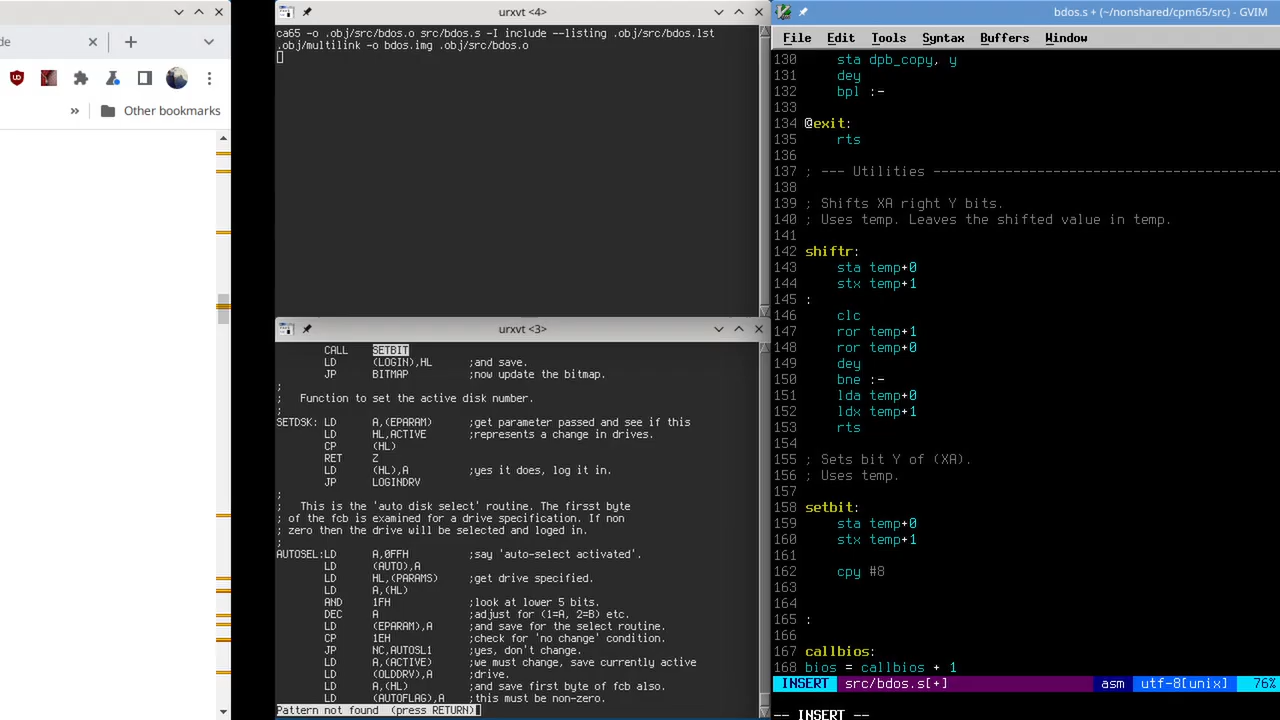 de
Other bookmarks
urxvt <4>
ca65 -o .obj/src/bdos.o src/bdos.s -I include --listing .obj/src/bdos.lst
.obj/multilink -o bdos.img .obj/src/bdos.o
urxvt <3>
CALL SETBIT
LD (LOGIN),HL ;and save.
JP BITMAP ;now update the bitmap.
;
; Function to set the active disk number.
;
SETDSK: LD A,(EPARAM) ;get parameter passed and see if this
LD HL,ACTIVE ;represents a change in drives.
CP (HL)
RET Z
LD (HL),A ;yes it does, log it in.
JP LOGINDRV
;
; This is the 'auto disk select' routine. The firsst byte
; of the fcb is examined for a drive specification. If non
; zero then the drive will be selected and loged in.
;
AUTOSEL:LD A,0FFH ;say 'auto-select activated'.
LD (AUTO),A
LD HL,(PARAMS) ;get drive specified.
LD A,(HL)
AND 1FH ;look at lower 5 bits.
DEC A ;adjust for (1=A, 2=B) etc.
LD (EPARAM),A ;and save for the select routine.
CP 1EH ;check for 'no change' condition.
JP NC,AUTOSL1 ;yes, don't change.
LD A,(ACTIVE) ;we must change, save currently active
LD (OLDDRV),A ;drive.
LD A,(HL) ;and save first byte of fcb also.
LD (AUTOFLAG),A ;this must be non-zero.
Pattern not found (press RETURN)
bdos.s + (~/nonshared/cpm65/src) - GVIM
File Edit Tools Syntax Buffers Window
130 sta dpb_copy, y
131 dey
132 bpl :-
133
134 @exit:
135 rts
136
137 ; --- Utilities ------------------------------------------
138
139 ; Shifts XA right Y bits.
140 ; Uses temp. Leaves the shifted value in temp.
141
142 shiftr:
143 sta temp+0
144 stx temp+1
145 :
146 clc
147 ror temp+1
148 ror temp+0
149 dey
150 bne :-
151 lda temp+0
152 ldx temp+1
153 rts
154
155 ; Sets bit Y of (XA).
156 ; Uses temp.
157
158 setbit:
159 sta temp+0
160 stx temp+1
161
162 cpy #8
163
164
165 :
166
167 callbios:
168 bios = callbios + 1
INSERT src/bdos.s[+] asm utf-8[unix] 76%
-- INSERT --